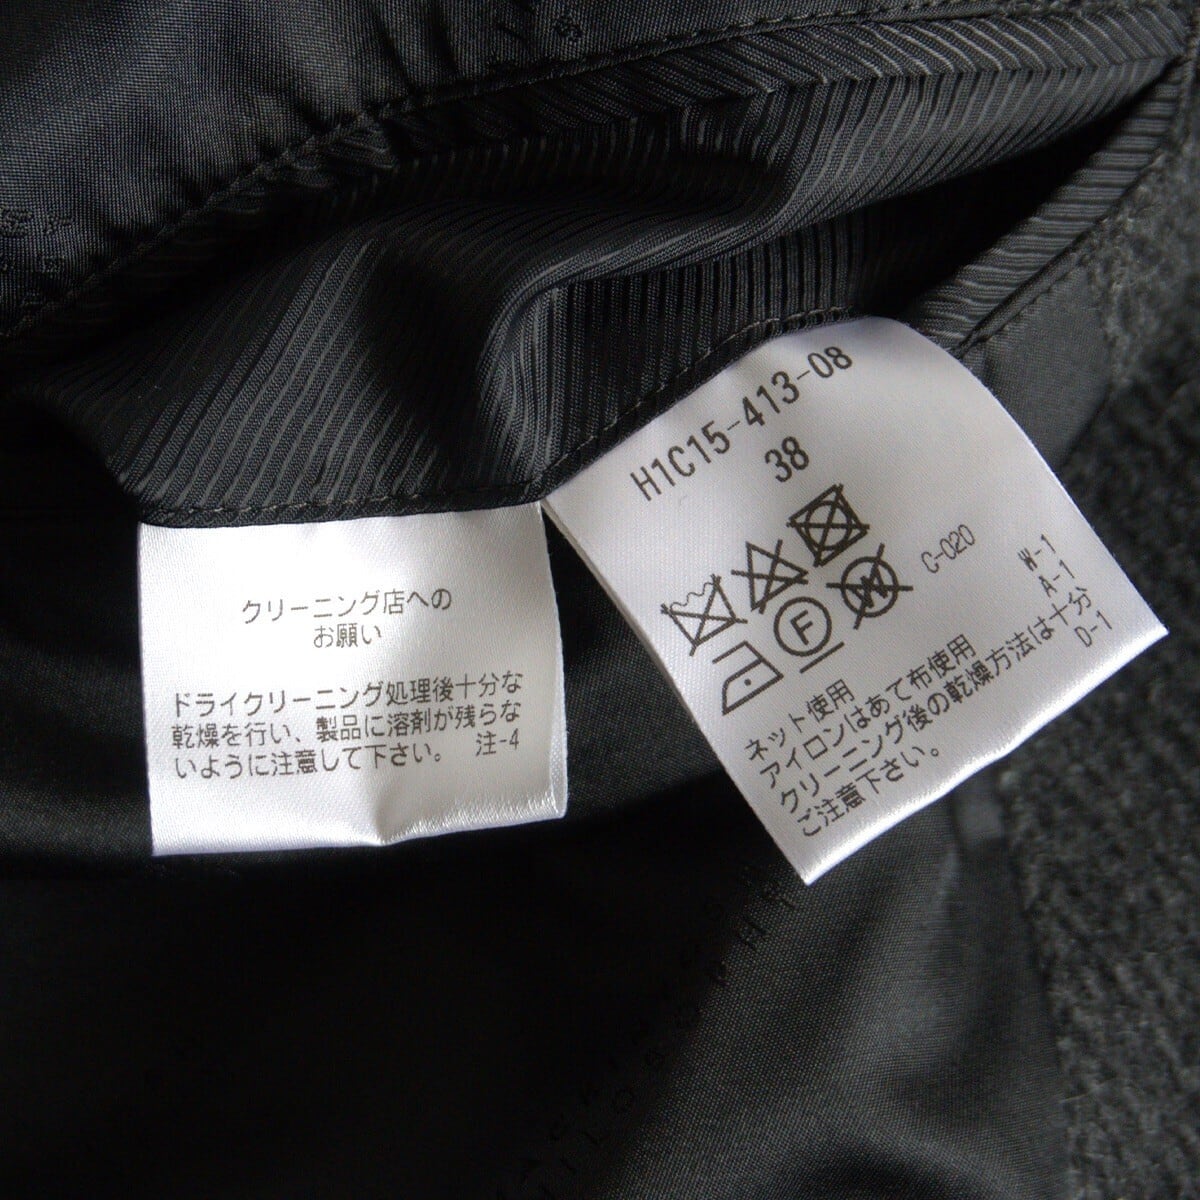 クリーニング店への
お願い
ドライクリーニング処理後十分な
乾燥を行い、製品に溶剤が残らな
いように注意して下さい。 注-4
H1C15-413-08
38
F
W
C-020
W-1
A-1
D-1
ネット使用
アイロンはあて布使用
クリーニング後の乾燥方法は十分
ご注意下さい。